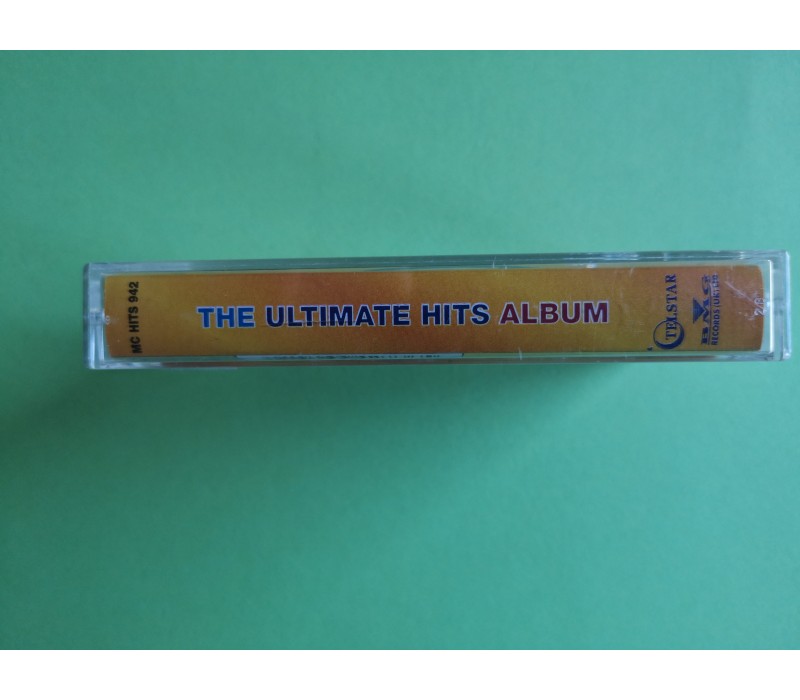 MC HITS 942
THE ULTIMATE HITS ALBUM
TELSTAR
BMG
RECORDS (UK) LTD